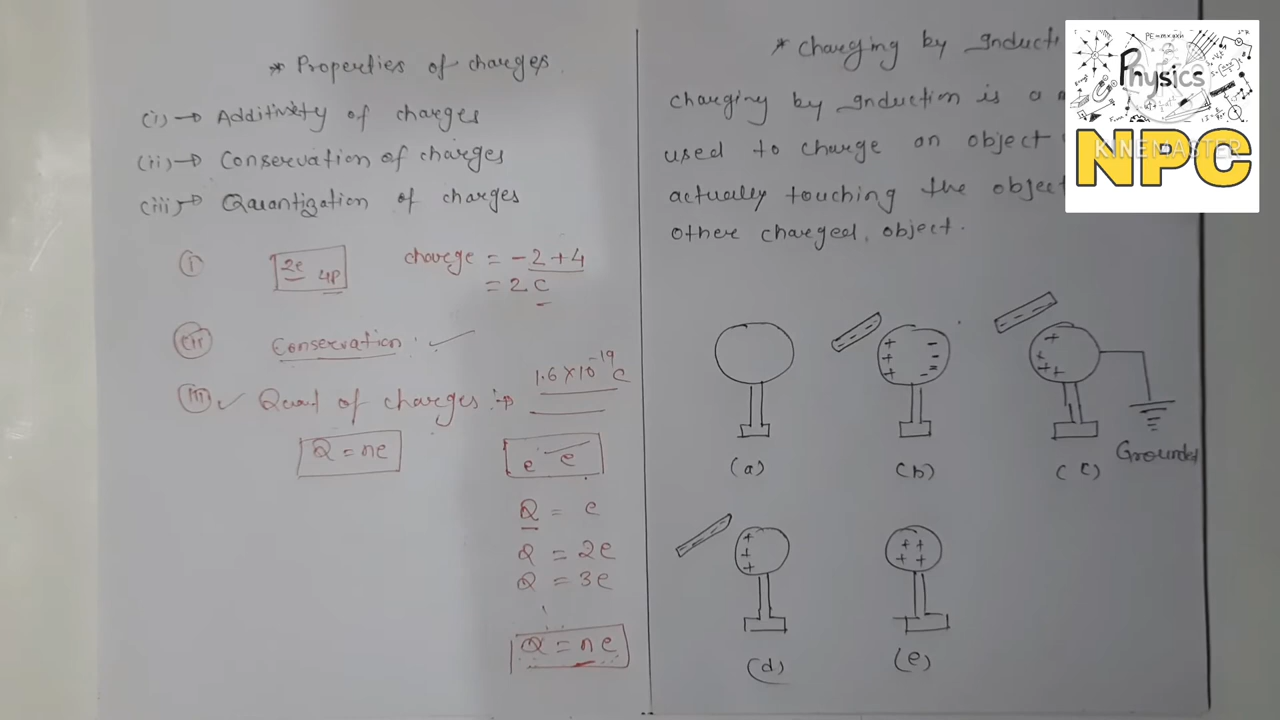 * Properties of charges
(i) → Additivity of charges
(ii) → Conservation of charges
(iii) → Quantization of charges
(i) 2e 4p charge = -2 + 4
= 2 C
(ii) Conservation :
(iii) Quant of charges :→ 1.6 × 10⁻¹⁹ C
Q = ne
e e
Q = e
Q = 2e
Q = 3e
Q = ne
* Charging by Inducti
charging by Induction is a
used to charge an object
actually touching the object
other charged, object.
(a)
(b)
(c)
Grounded
(d)
(e)
Physics
NPC
KINEMASTER